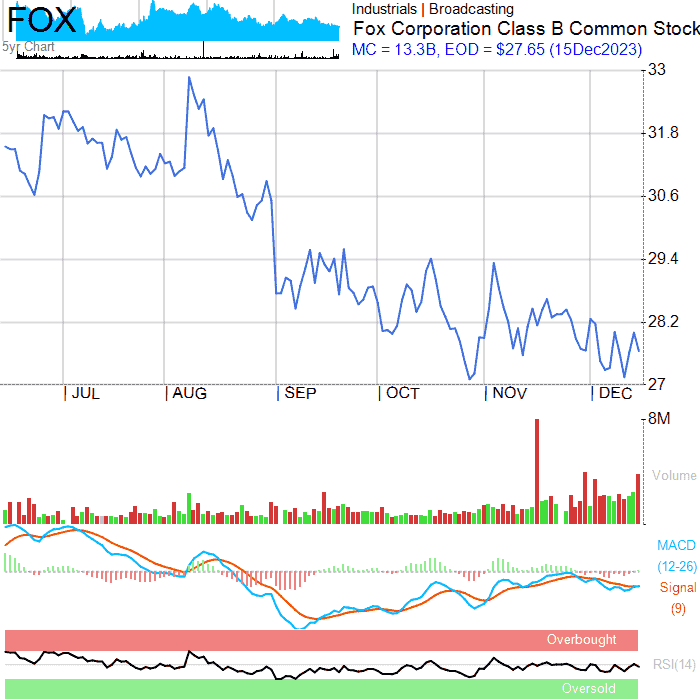 FOX
5yr Chart
Industrials | Broadcasting
Fox Corporation Class B Common Stock
MC = 13.3B, EOD = $27.65 (15Dec2023)
33
31.8
30.6
29.4
28.2
27
| JUL | AUG | SEP | OCT | NOV | DEC
8M
Volume
MACD
(12-26)
Signal
(9)
Overbought
RSI(14)
Oversold